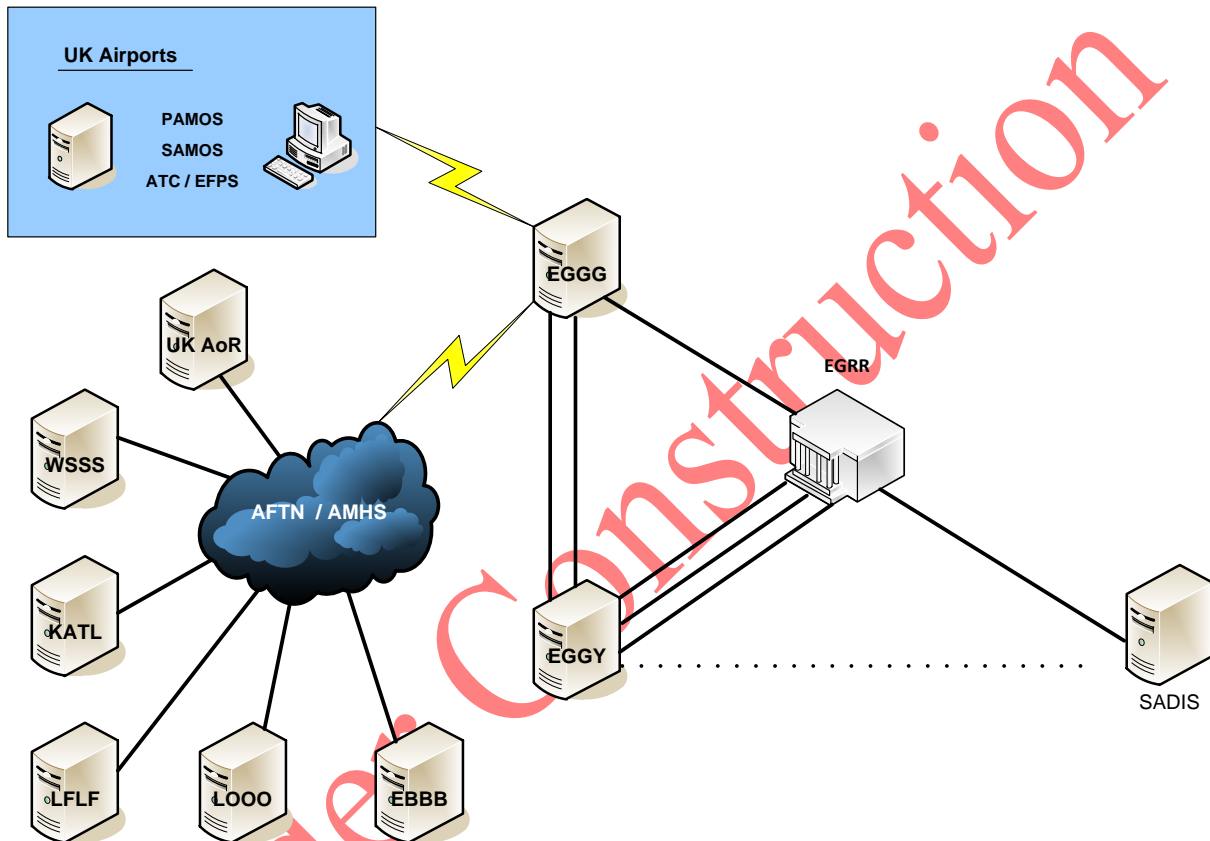 UK Airports
PAMOS
SAMOS
ATC / EFPS
EGGG
UK AoR
EGRR
WSSS
AFTN / AMHS
KATL
EGGY
SADIS
LFLF
LOOO
EBBB
er Construction